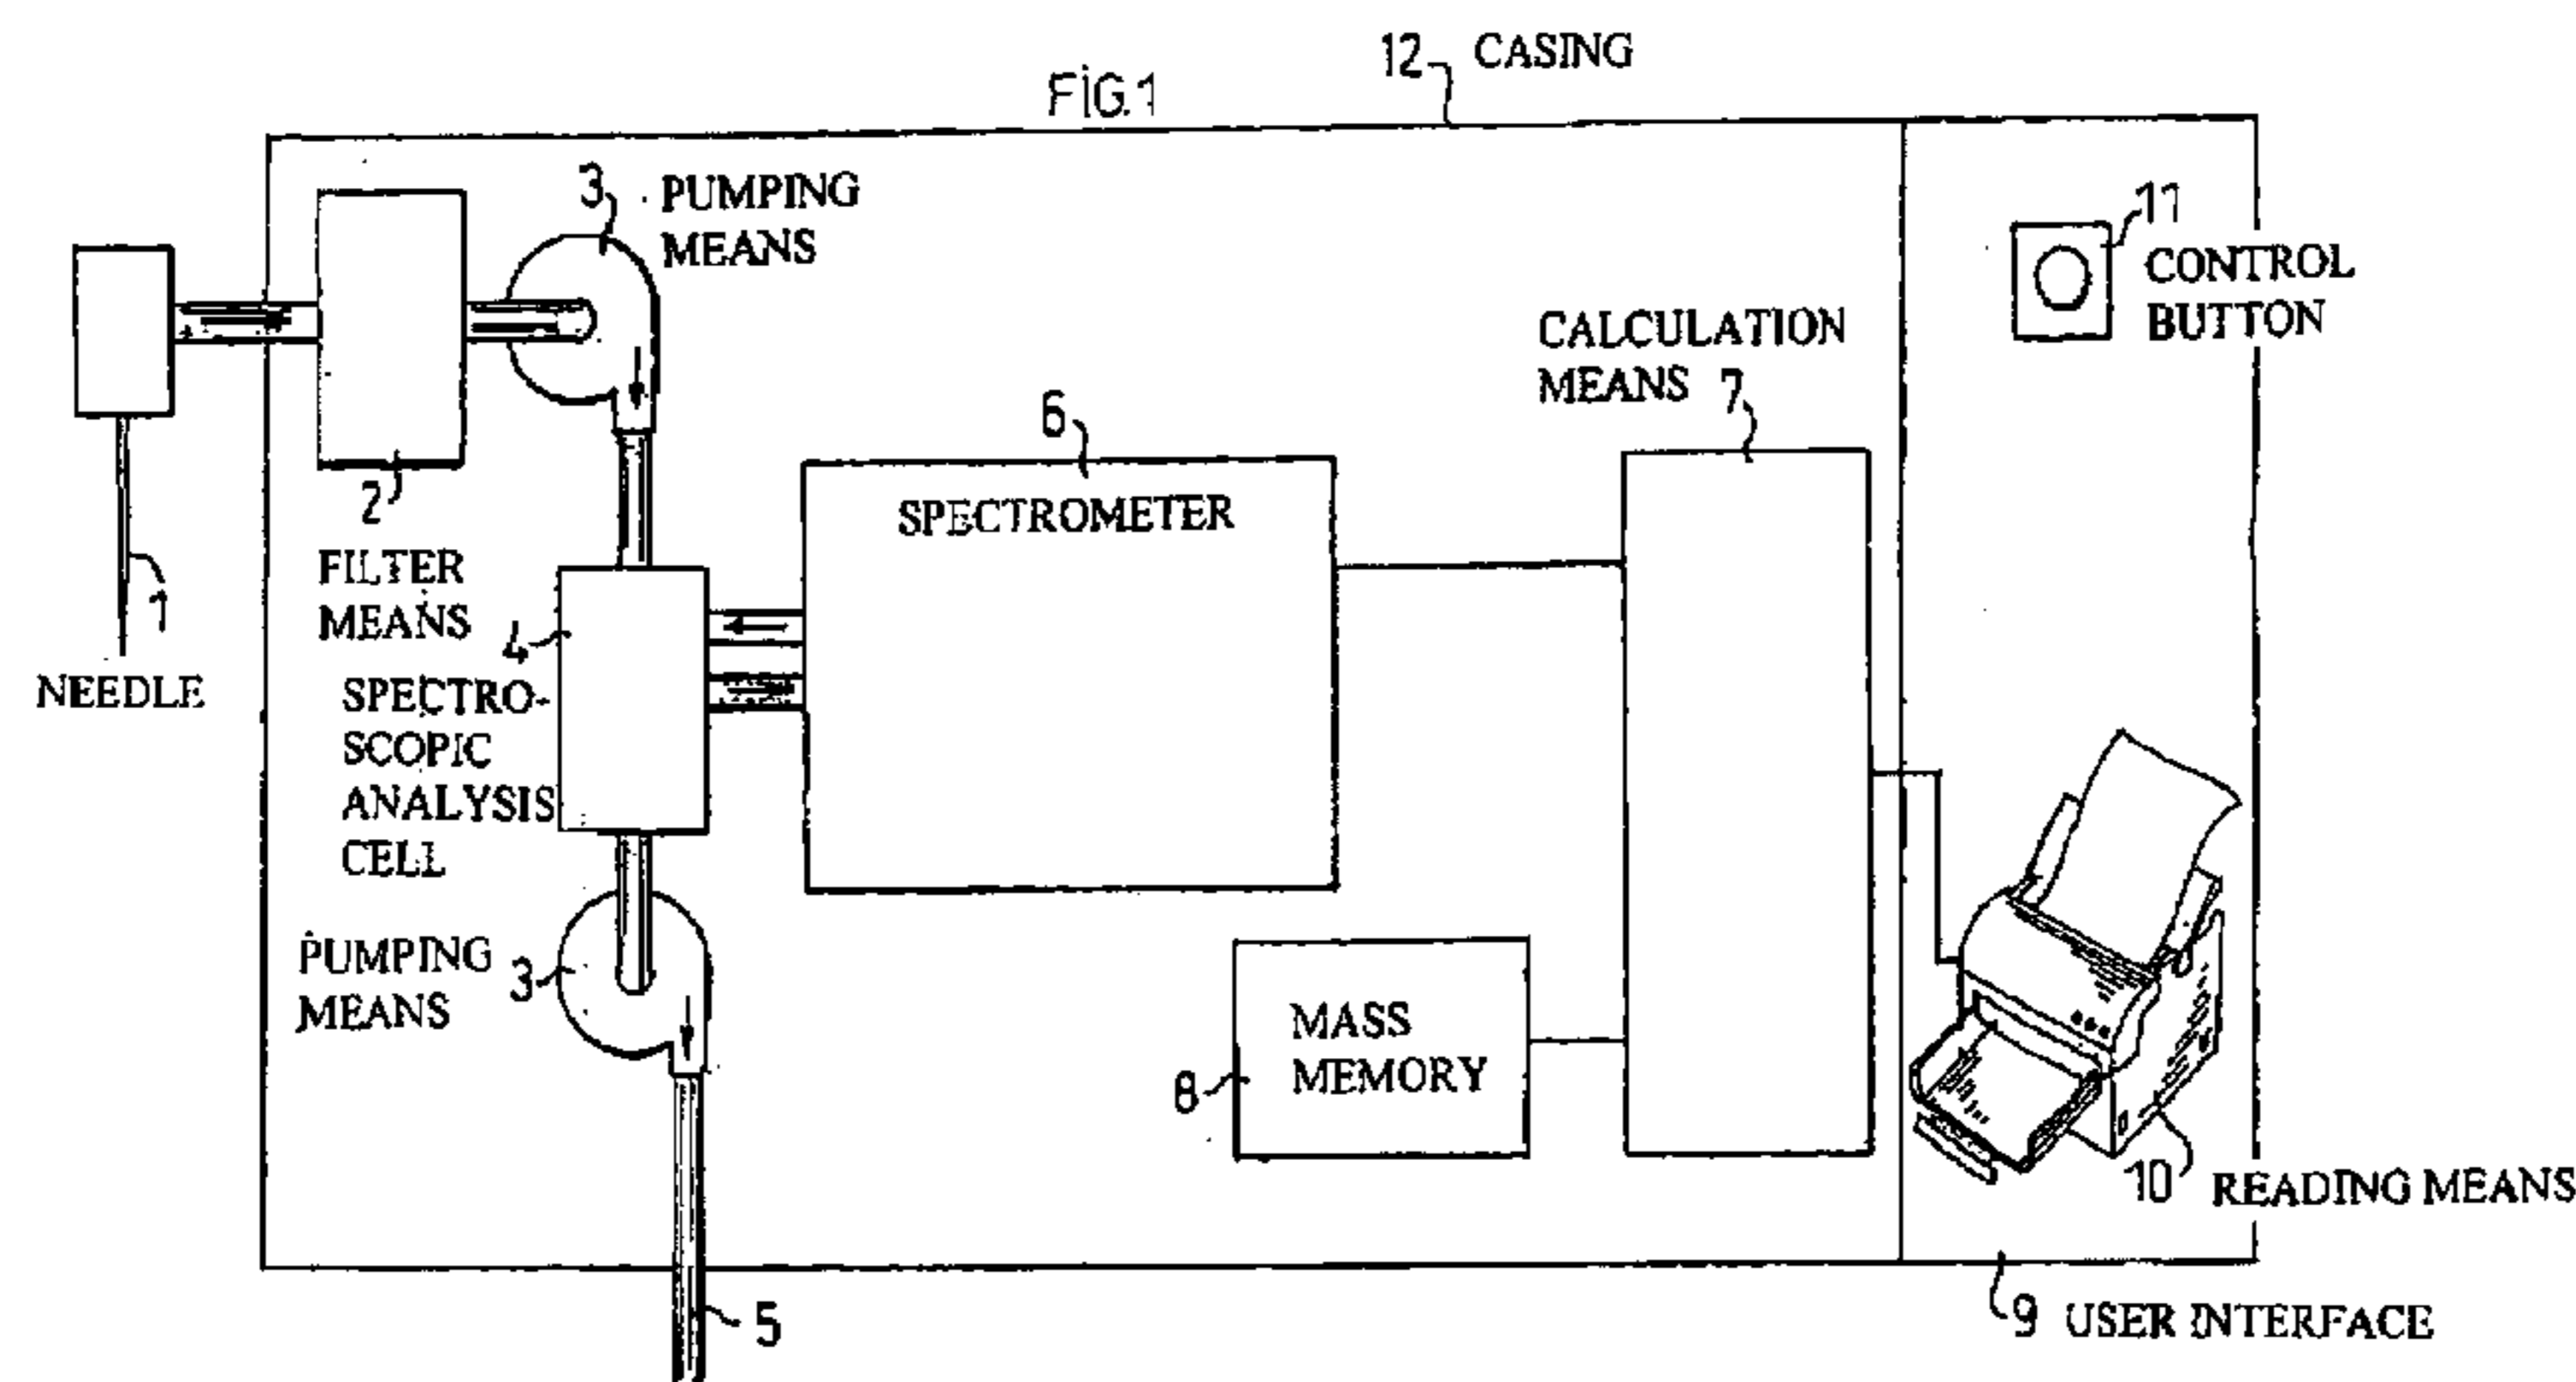 12 CASING
FIG.1
3 PUMPING
MEANS
11
CONTROL
BUTTON
CALCULATION
MEANS 7
6
SPECTROMETER
2
FILTER
MEANS
1
NEEDLE
4
SPECTRO-
SCOPIC
ANALYSIS
CELL
PUMPING
MEANS
3
MASS
MEMORY
8
10 READING MEANS
5
9 USER INTERFACE